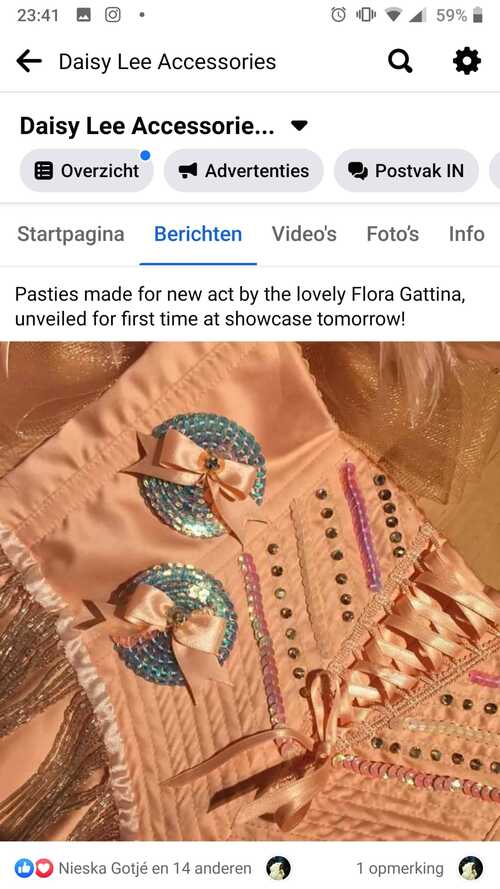 23:41
59%
Daisy Lee Accessories
Daisy Lee Accessorie...
Overzicht Advertenties Postvak IN
Startpagina Berichten Video's Foto's Info
Pasties made for new act by the lovely Flora Gattina,
unveiled for first time at showcase tomorrow!
Nieska Gotjé en 14 anderen
1 opmerking